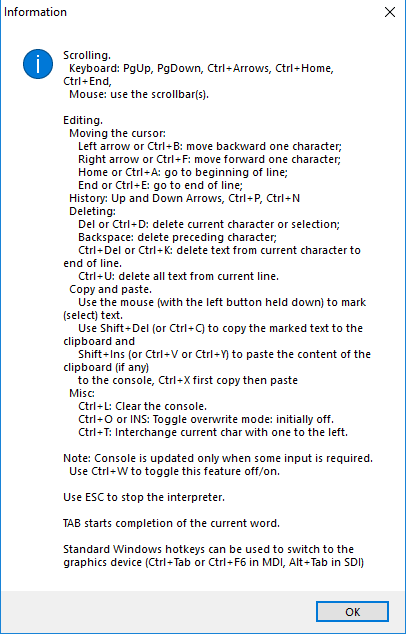 Information
Scrolling.
Keyboard: PgUp, PgDown, Ctrl+Arrows, Ctrl+Home,
Ctrl+End,
Mouse: use the scrollbar(s).
Editing.
Moving the cursor:
Left arrow or Ctrl+B: move backward one character;
Right arrow or Ctrl+F: move forward one character;
Home or Ctrl+A: go to beginning of line;
End or Ctrl+E: go to end of line;
History: Up and Down Arrows, Ctrl+P, Ctrl+N
Deleting:
Del or Ctrl+D: delete current character or selection;
Backspace: delete preceding character;
Ctrl+Del or Ctrl+K: delete text from current character to
end of line.
Ctrl+U: delete all text from current line.
Copy and paste.
Use the mouse (with the left button held down) to mark
(select) text.
Use Shift+Del (or Ctrl+C) to copy the marked text to the
clipboard and
Shift+Ins (or Ctrl+V or Ctrl+Y) to paste the content of the
clipboard (if any)
to the console, Ctrl+X first copy then paste
Misc:
Ctrl+L: Clear the console.
Ctrl+O or INS: Toggle overwrite mode: initially off.
Ctrl+T: Interchange current char with one to the left.
Note: Console is updated only when some input is required.
Use Ctrl+W to toggle this feature off/on.
Use ESC to stop the interpreter.
TAB starts completion of the current word.
Standard Windows hotkeys can be used to switch to the
graphics device (Ctrl+Tab or Ctrl+F6 in MDI, Alt+Tab in SDI)
OK